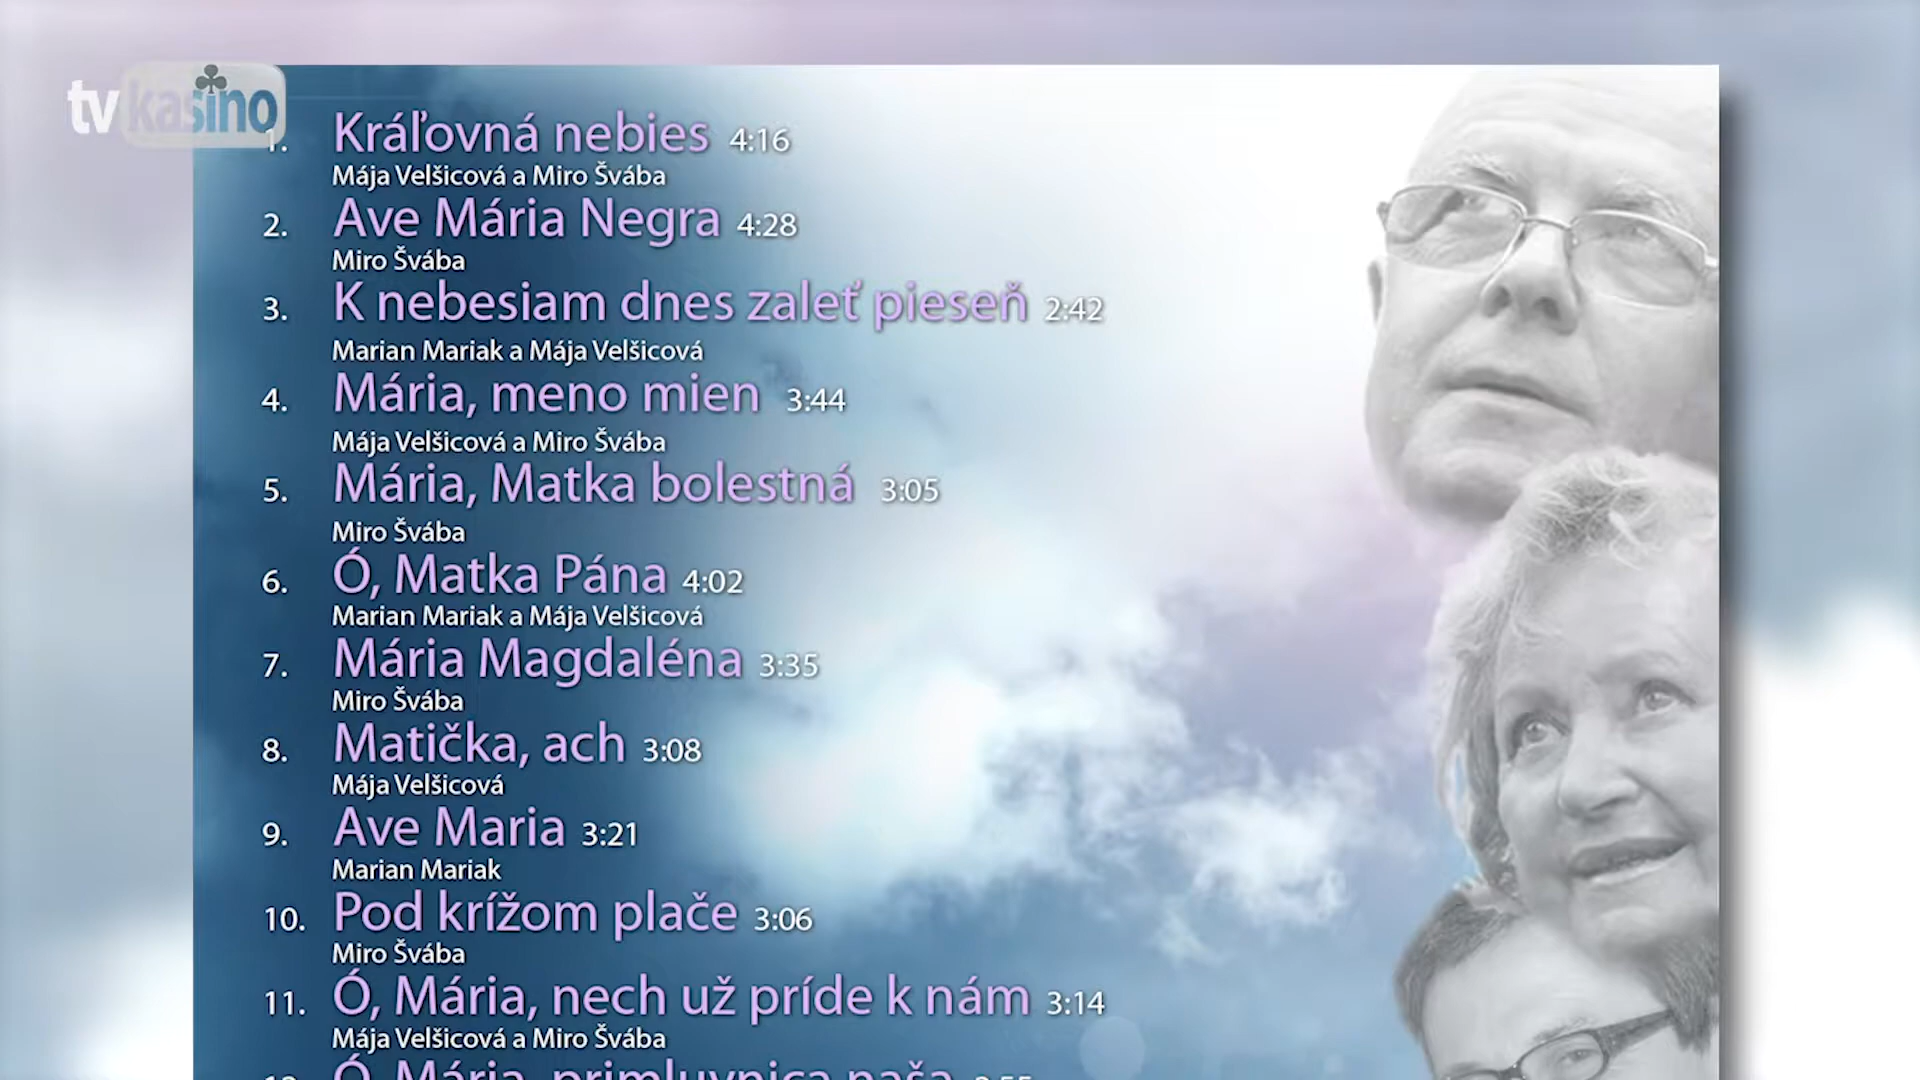 tv kasino
1. Kráľovná nebies 4:16
Mája Velšicová a Miro Švába
2. Ave Mária Negra 4:28
Miro Švába
3. K nebesiam dnes zaleť pieseň 2:42
Marian Mariak a Mája Velšicová
4. Mária, meno mien 3:44
Mája Velšicová a Miro Švába
5. Mária, Matka bolestná 3:05
Miro Švába
6. Ó, Matka Pána 4:02
Marian Mariak a Mája Velšicová
7. Mária Magdaléna 3:35
Miro Švába
8. Matička, ach 3:08
Mája Velšicová
9. Ave Maria 3:21
Marian Mariak
10. Pod krížom plače 3:06
Miro Švába
11. Ó, Mária, nech už príde k nám 3:14
Mája Velšicová a Miro Švába
12. Ó, Mária, primluvnica naša